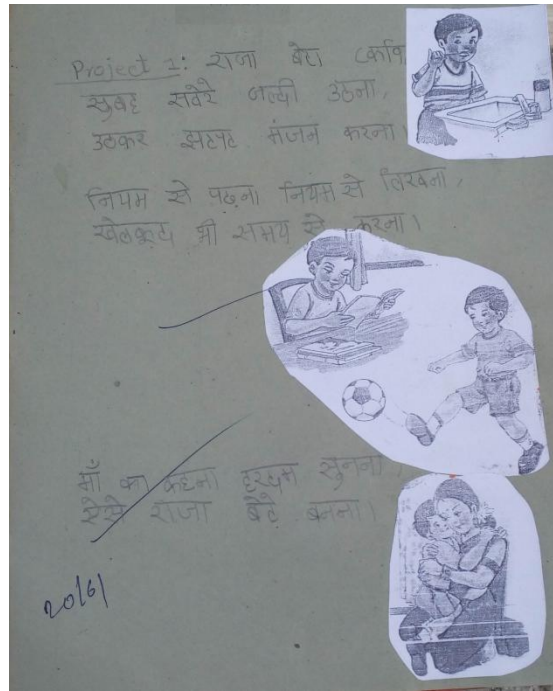 Project 1: राजा बेटा
सुबह सवेरे जल्दी उठना,
उठकर झटपट मंजन करना।
नियम से पढ़ना नियम से लिखना,
खेलकूद भी समय से करना।
माँ का कहना हरदम सुनना,
ऐसे राजा बेटे बनना।
20/6/